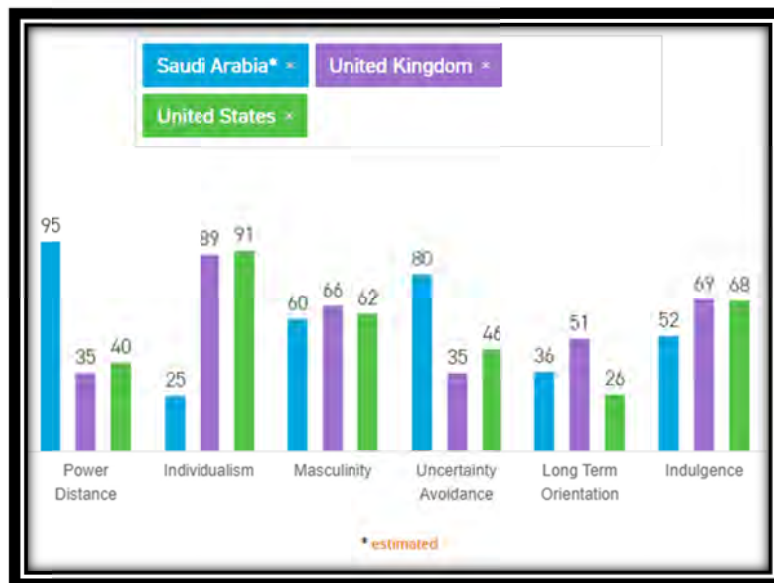 Saudi Arabia* × United Kingdom ×
United States ×
95 35 40 25 89 91 60 66 62 80 35 46 36 51 26 52 69 68
Power Distance
Individualism
Masculinity
Uncertainty Avoidance
Long Term Orientation
Indulgence
* estimated